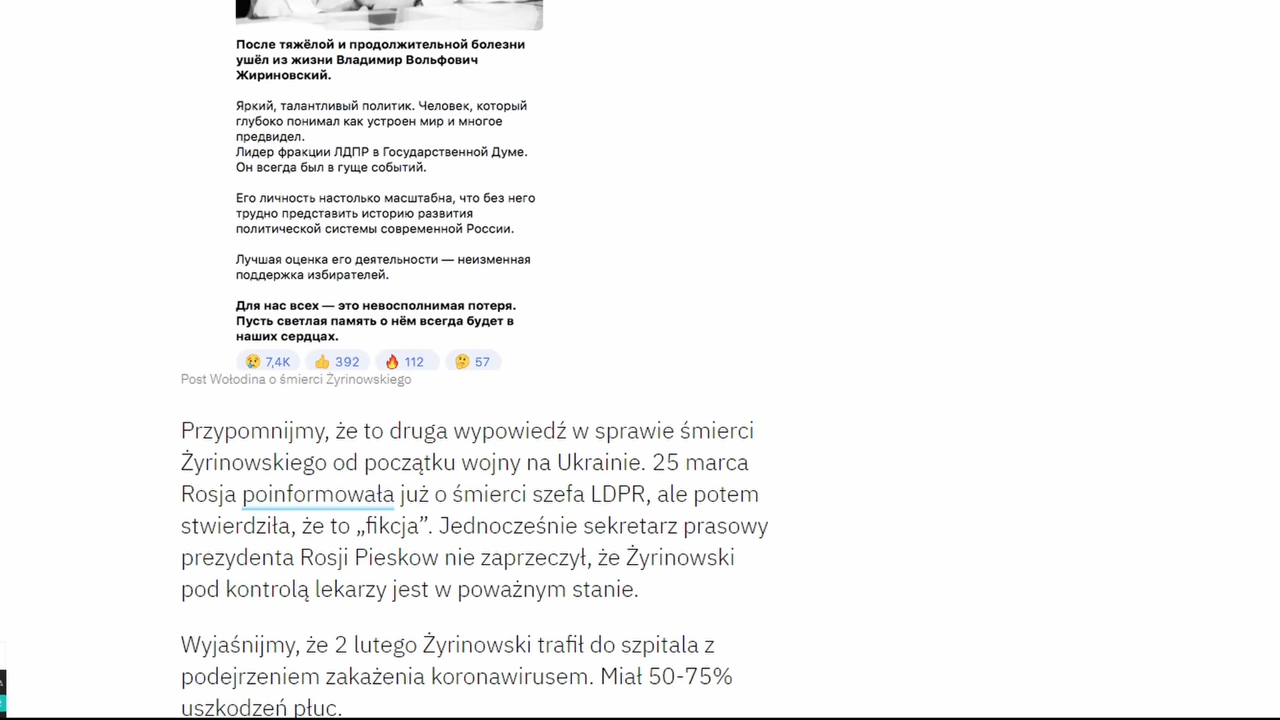 После тяжёлой и продолжительной болезни
ушёл из жизни Владимир Вольфович
Жириновский.
Яркий, талантливый политик. Человек, который
глубоко понимал как устроен мир и многое
предвидел.
Лидер фракции ЛДПР в Государственной Думе.
Он всегда был в гуще событий.
Его личность настолько масштабна, что без него
трудно представить историю развития
политической системы современной России.
Лучшая оценка его деятельности — неизменная
поддержка избирателей.
Для нас всех — это невосполнимая потеря.
Пусть светлая память о нём всегда будет в
наших сердцах.
😢 7,4K 👍 392 🔥 112 🤔 57
Post Wołodina o śmierci Żyrinowskiego
Przypomnijmy, że to druga wypowiedź w sprawie śmierci
Żyrinowskiego od początku wojny na Ukrainie. 25 marca
Rosja poinformowała już o śmierci szefa LDPR, ale potem
stwierdziła, że to „fikcja”. Jednocześnie sekretarz prasowy
prezydenta Rosji Pieskow nie zaprzeczył, że Żyrinowski
pod kontrolą lekarzy jest w poważnym stanie.
Wyjaśnijmy, że 2 lutego Żyrinowski trafił do szpitala z
podejrzeniem zakażenia koronawirusem. Miał 50-75%
uszkodzeń płuc.